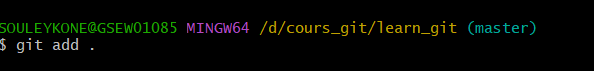 SOULEYKONE@GSEW01085 MINGW64 /d/cours_git/learn_git (master)
$ git add .